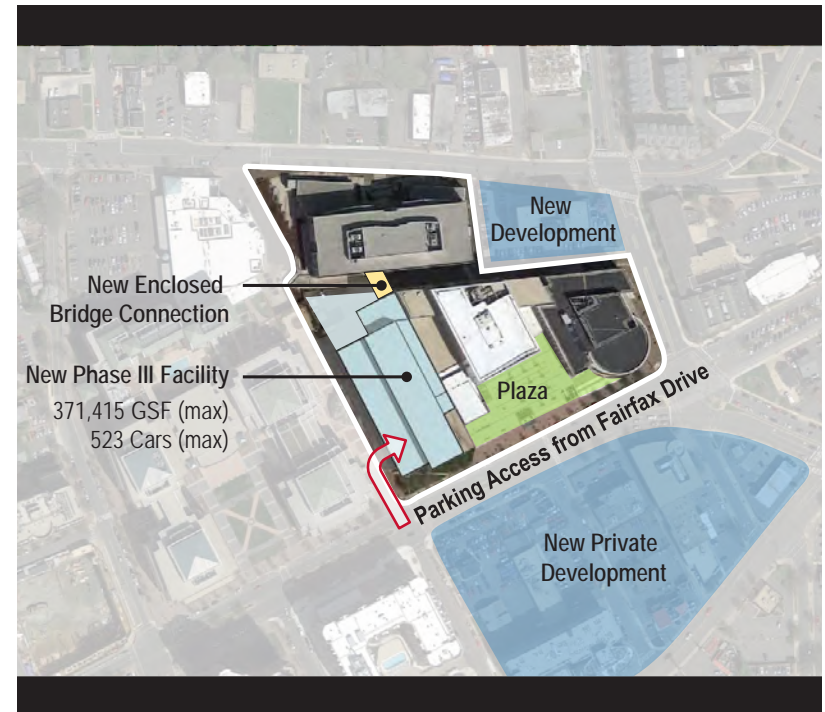 New
Development
New Enclosed
Bridge Connection
New Phase III Facility
371,415 GSF (max)
523 Cars (max)
Plaza
Parking Access from Fairfax Drive
New Private
Development